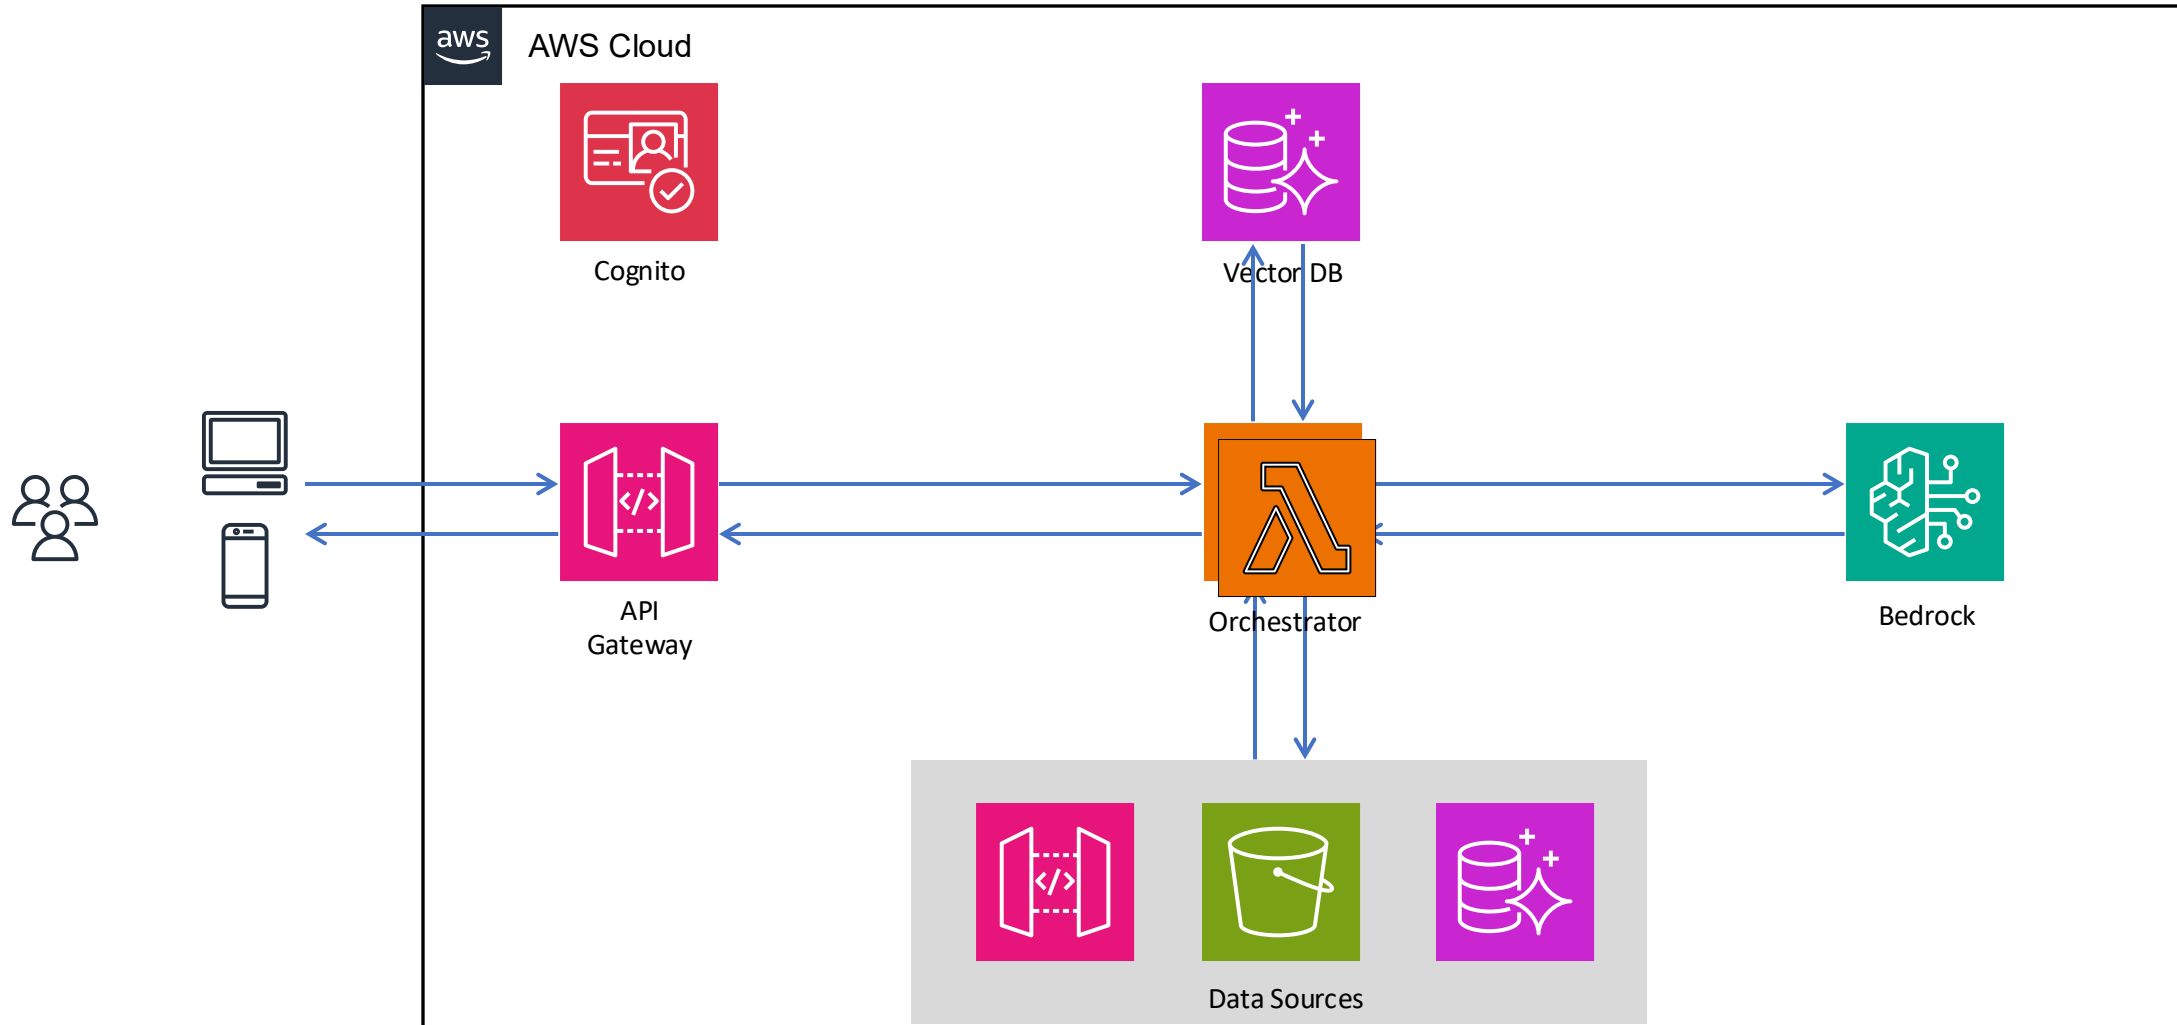 aws
AWS Cloud
Cognito
Vector DB
</>
API
Gateway
Orchestrator
Bedrock
</>
Data Sources